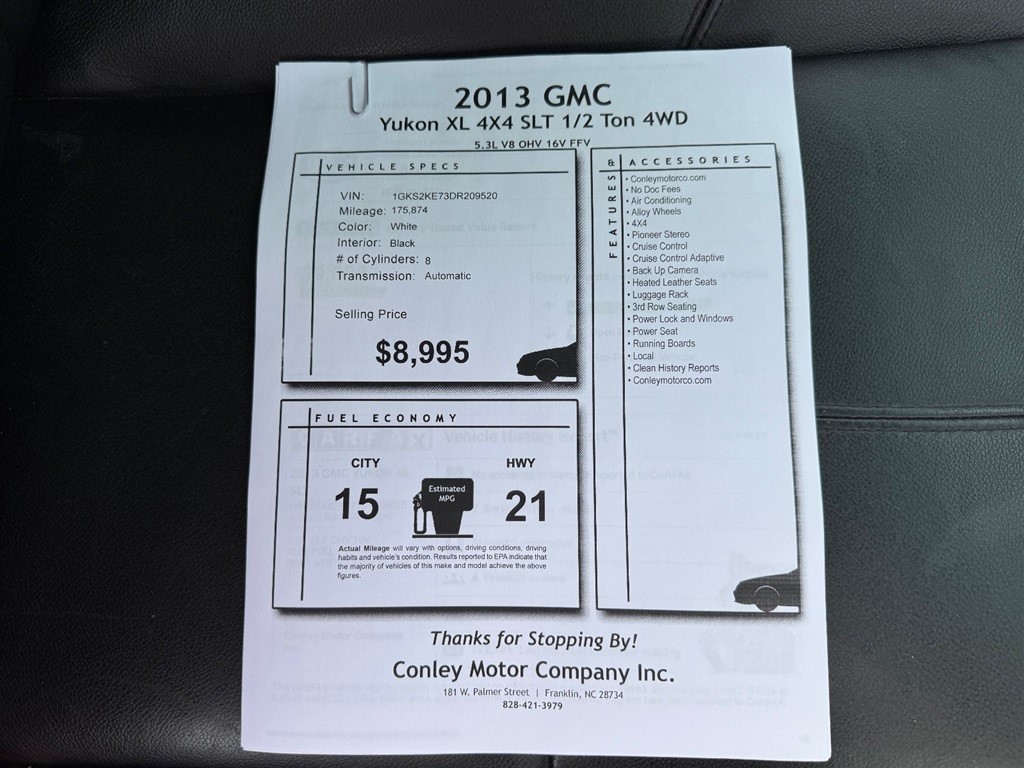 2013 GMC
Yukon XL 4X4 SLT 1/2 Ton 4WD
5.3L V8 OHV 16V FFV
VEHICLE SPECS
VIN: 1GKS2KE73DR209520
Mileage: 175,874
Color: White
Interior: Black
# of Cylinders: 8
Transmission: Automatic
Selling Price
$8,995
FEATURES & ACCESSORIES
• Conleymotorco.com
• No Doc Fees
• Air Conditioning
• Alloy Wheels
• 4X4
• Pioneer Stereo
• Cruise Control
• Cruise Control Adaptive
• Back Up Camera
• Heated Leather Seats
• Luggage Rack
• 3rd Row Seating
• Power Lock and Windows
• Power Seat
• Running Boards
• Local
• Clean History Reports
• Conleymotorco.com
FUEL ECONOMY
CITY
15
Estimated
MPG
HWY
21
Actual Mileage will vary with options, driving conditions, driving
habits and vehicle's condition. Results reported to EPA indicate that
the majority of vehicles of this make and model achieve the above
figures.
Thanks for Stopping By!
Conley Motor Company Inc.
181 W. Palmer Street | Franklin, NC 28734
828-421-3979